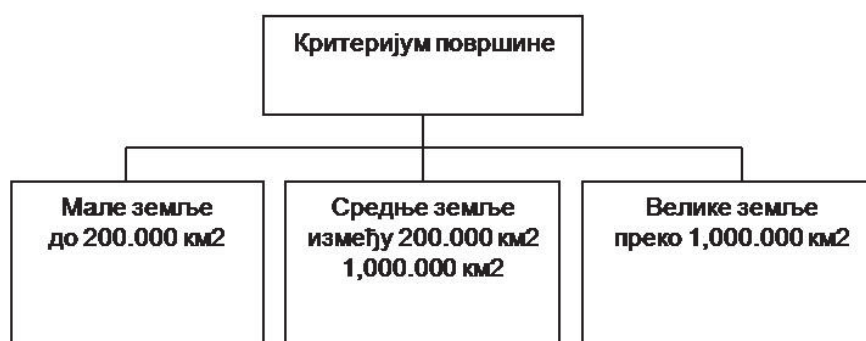 Критеријум површине
Мале земље
до 200.000 км2
Средње земље
између 200.000 км2
1,000.000 км2
Велике земље
преко 1,000.000 км2